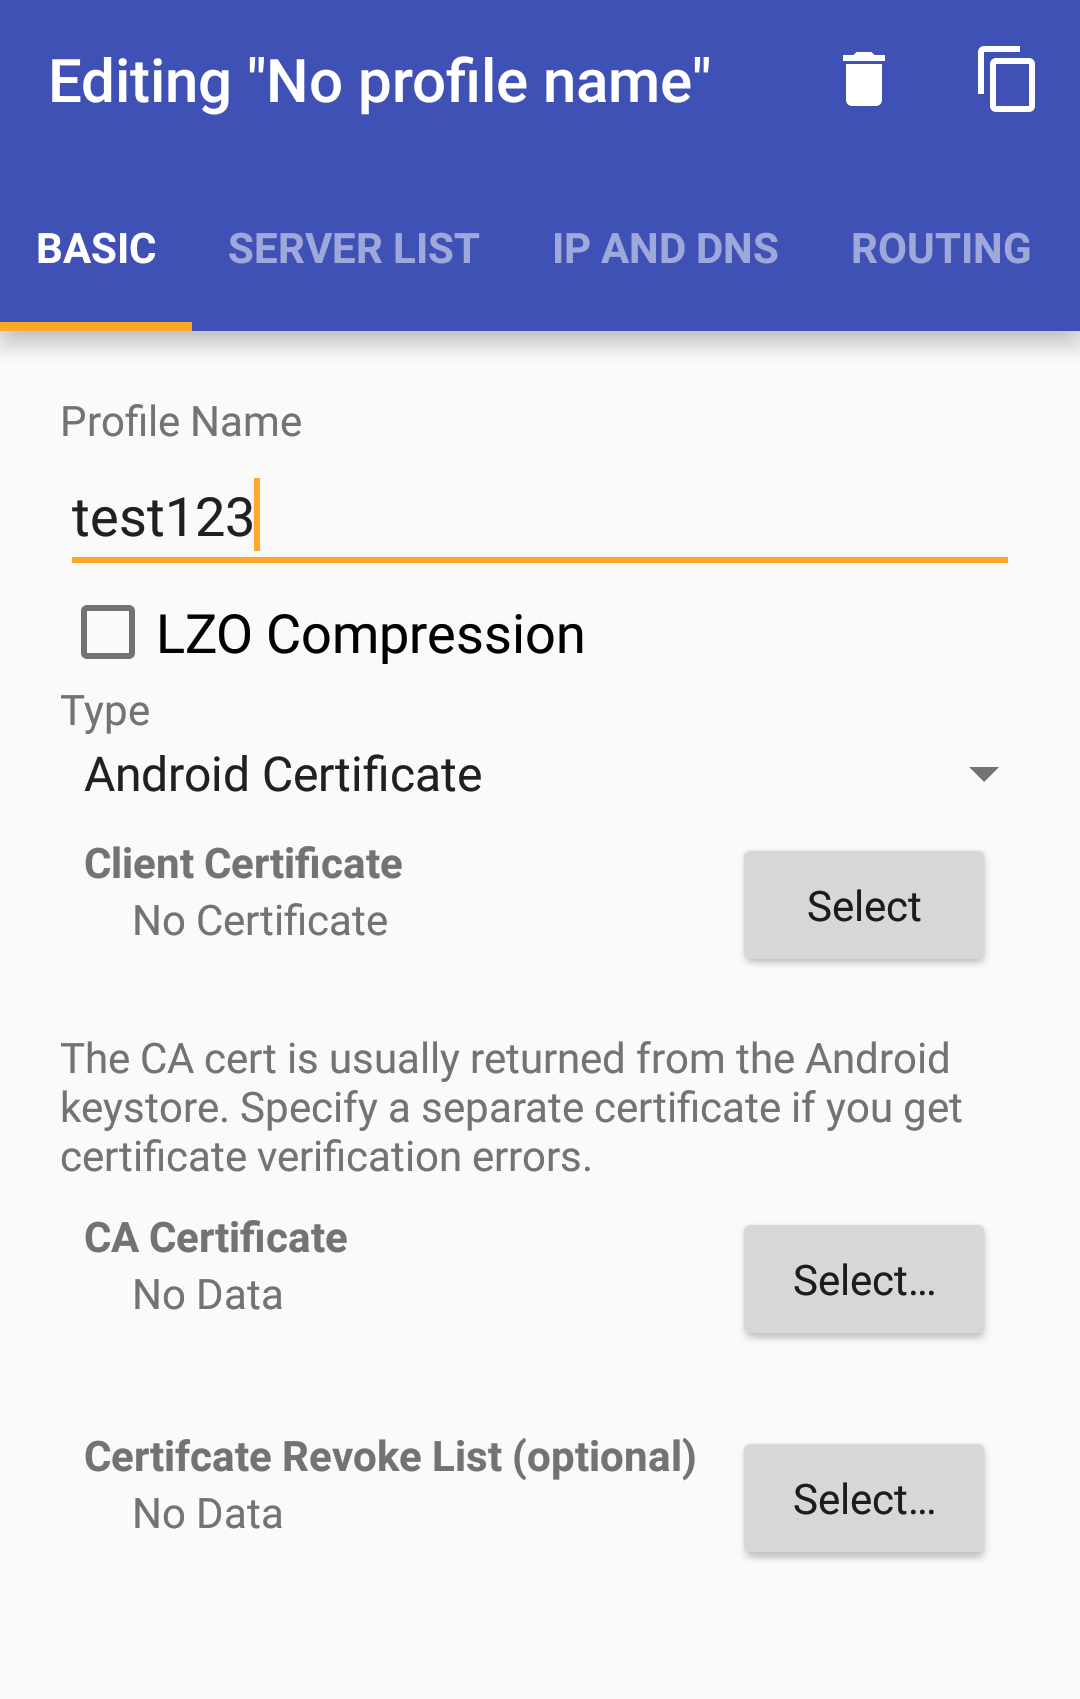 Editing "No profile name"
BASIC SERVER LIST IP AND DNS ROUTING
Profile Name
test123
LZO Compression
Type
Android Certificate
Client Certificate
No Certificate
Select
The CA cert is usually returned from the Android
keystore. Specify a separate certificate if you get
certificate verification errors.
CA Certificate
No Data
Select...
Certifcate Revoke List (optional)
No Data
Select...